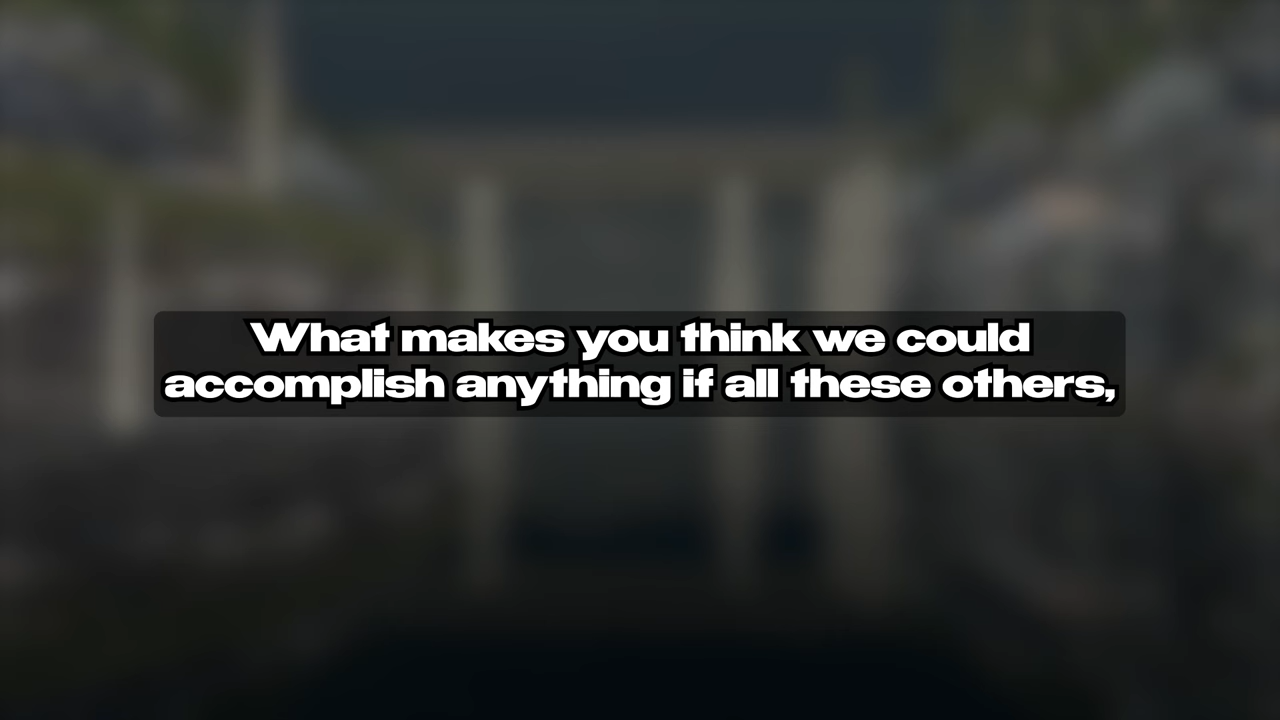 What makes you think we could
accomplish anything if all these others,